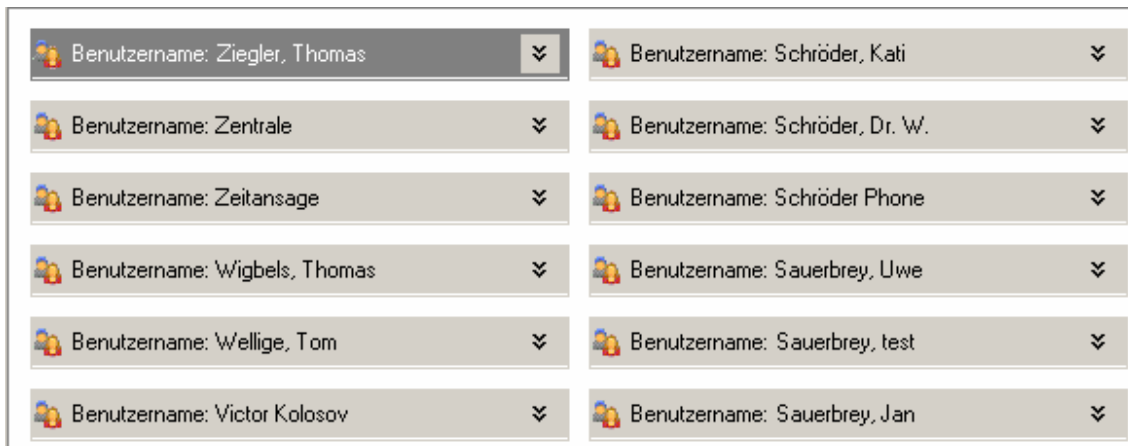 Benutzername: Ziegler, Thomas
Benutzername: Zentrale
Benutzername: Zeitansage
Benutzername: Wigbels, Thomas
Benutzername: Wellige, Tom
Benutzername: Victor Kolosov
Benutzername: Schröder, Kati
Benutzername: Schröder, Dr. W.
Benutzername: Schröder Phone
Benutzername: Sauerbrey, Uwe
Benutzername: Sauerbrey, test
Benutzername: Sauerbrey, Jan